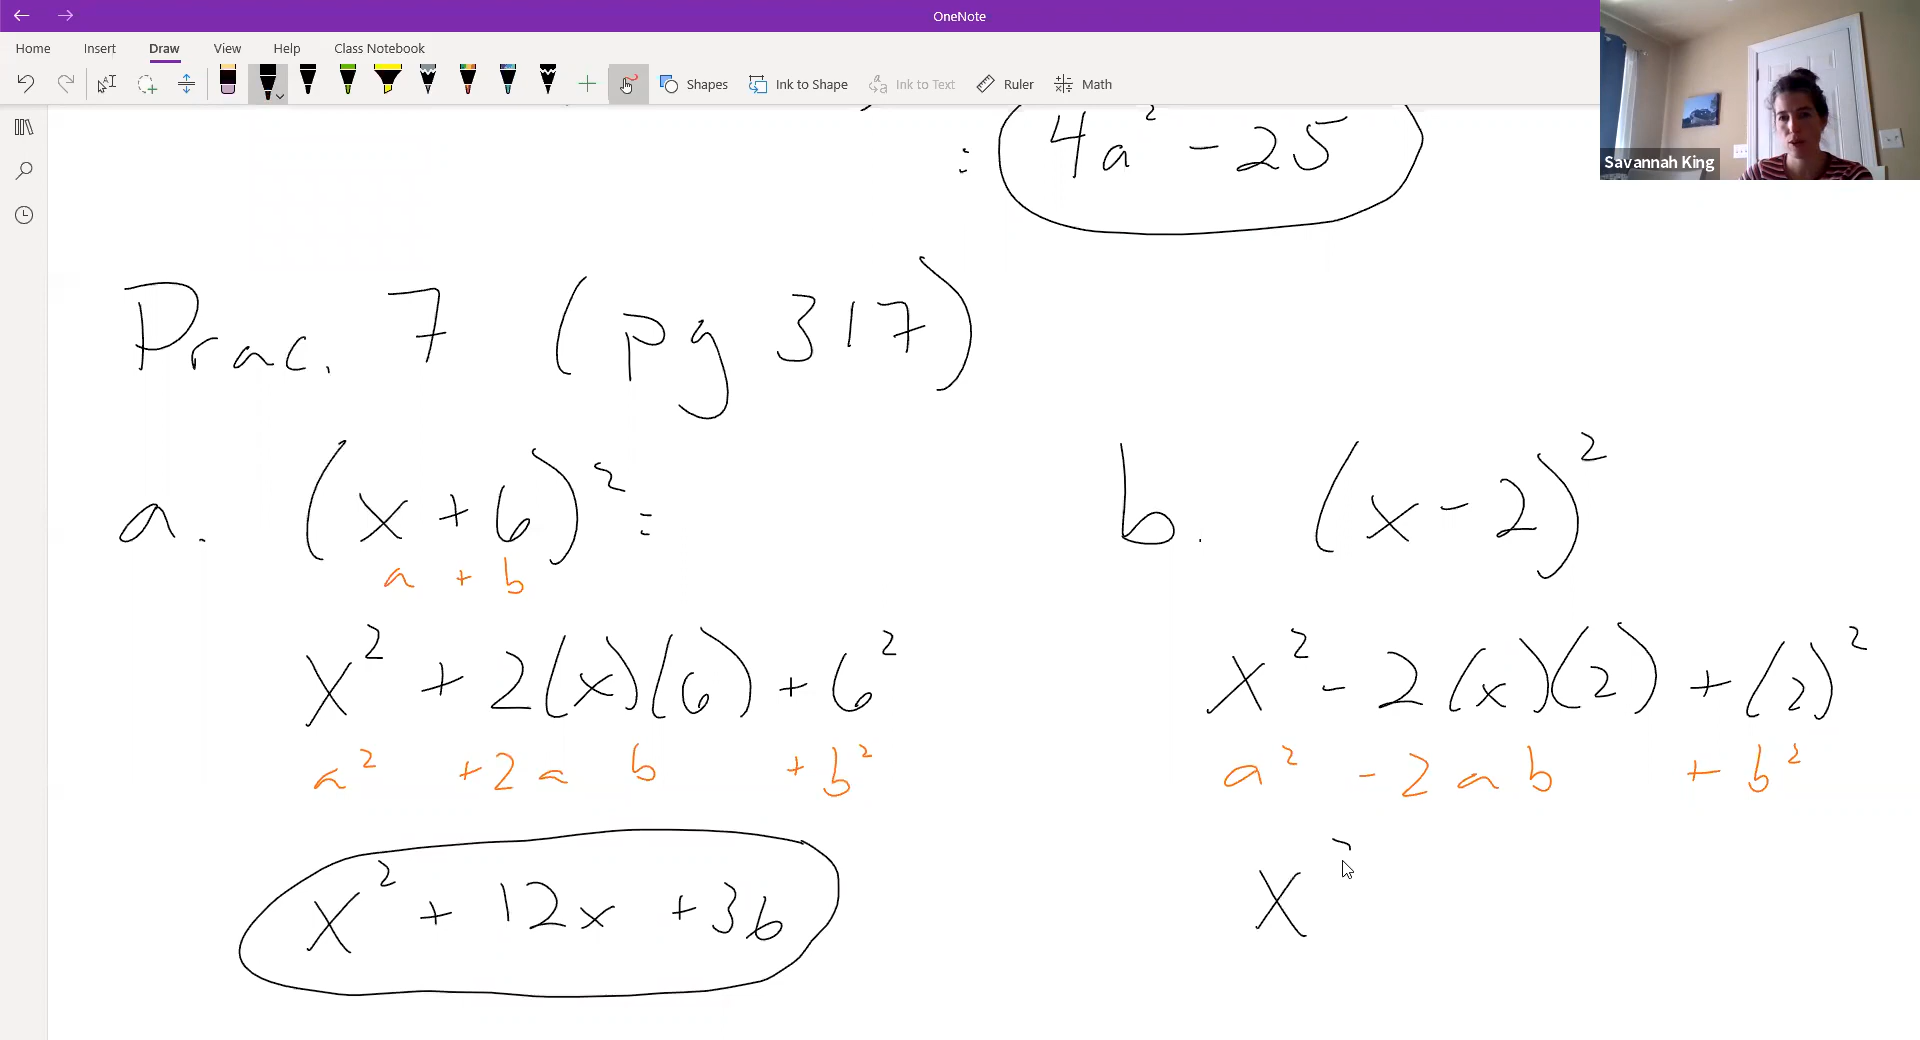 OneNote
Home Insert Draw View Help Class Notebook
Shapes Ink to Shape Ink to Text Ruler Math
Savannah King
: 4a² - 25
Prac. 7 (pg 317)
a. (x + 6)² =
a + b
x² + 2(x)(6) + 6²
a² + 2 a b + b²
x² + 12x + 36
b. (x - 2)²
x² - 2(x)(2) + (2)²
a² - 2 a b + b²
x